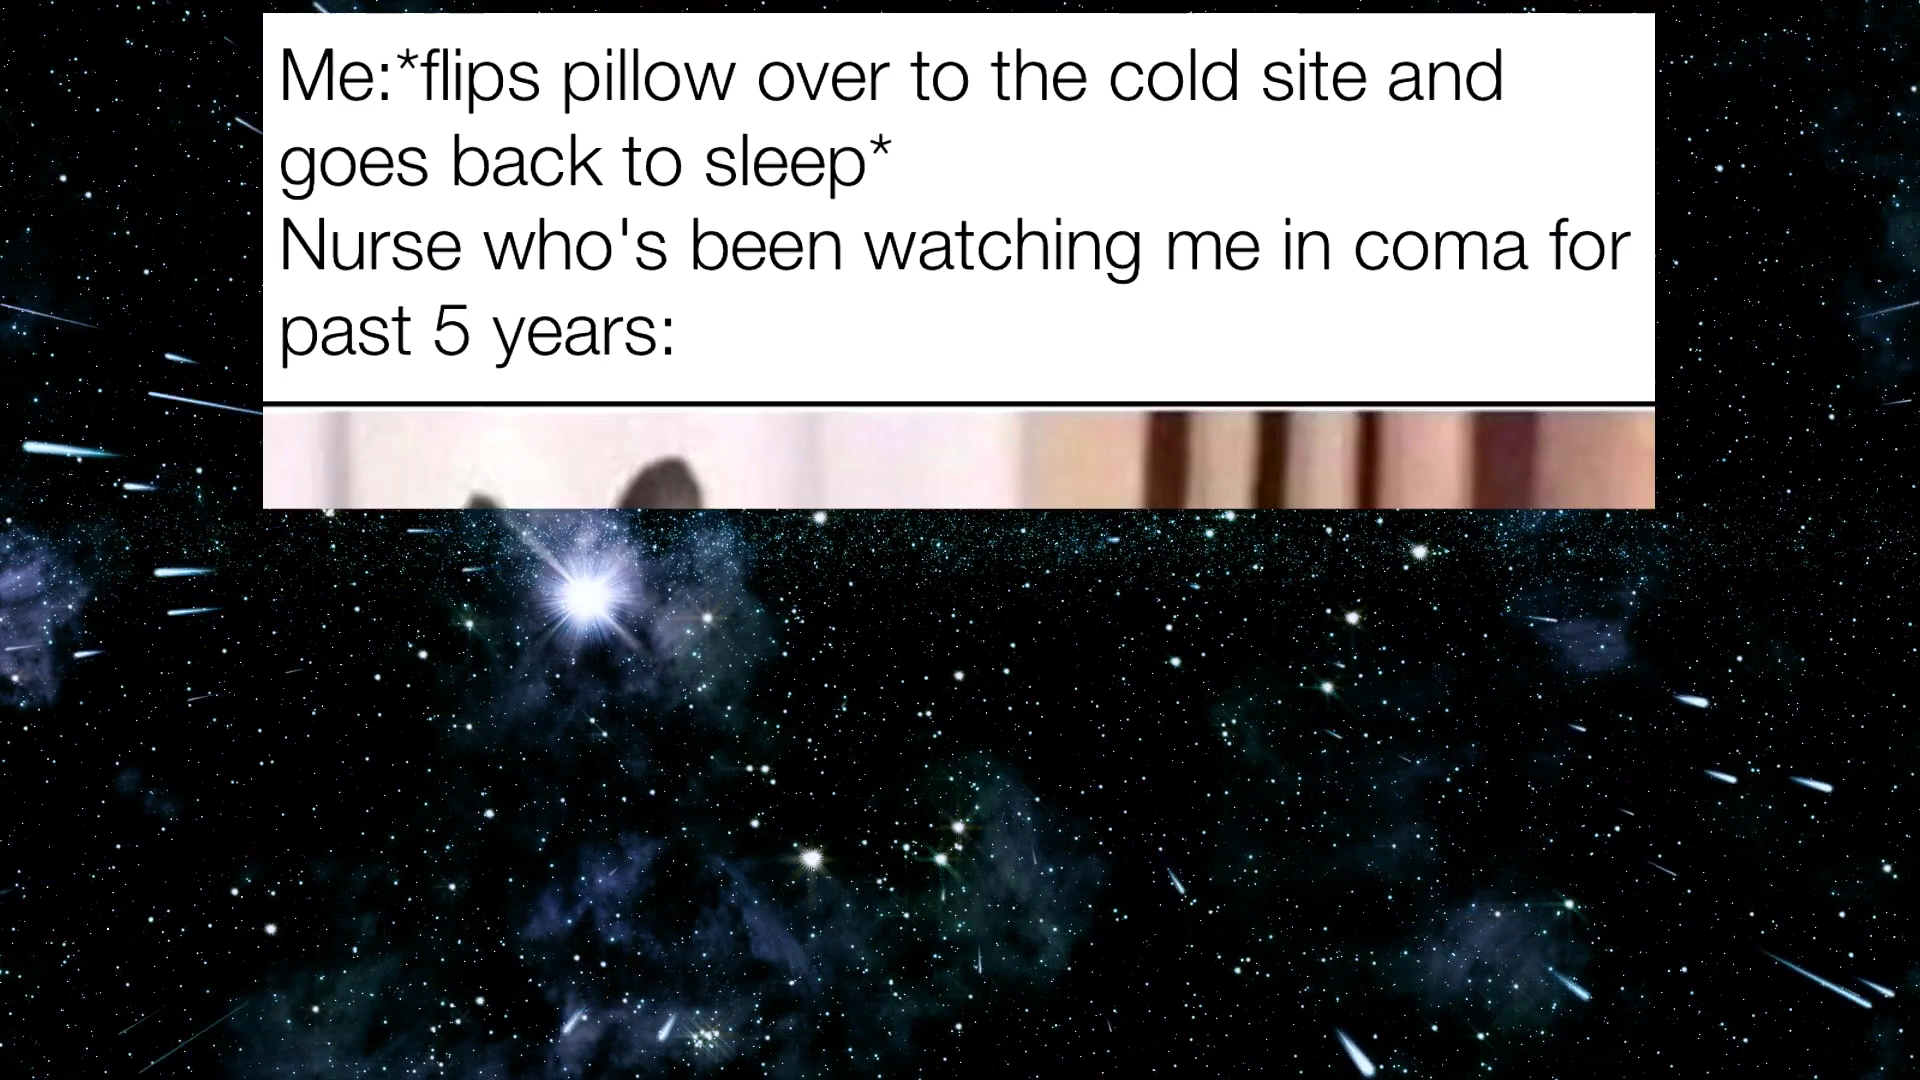 Me:*flips pillow over to the cold site and
goes back to sleep*
Nurse who's been watching me in coma for
past 5 years: